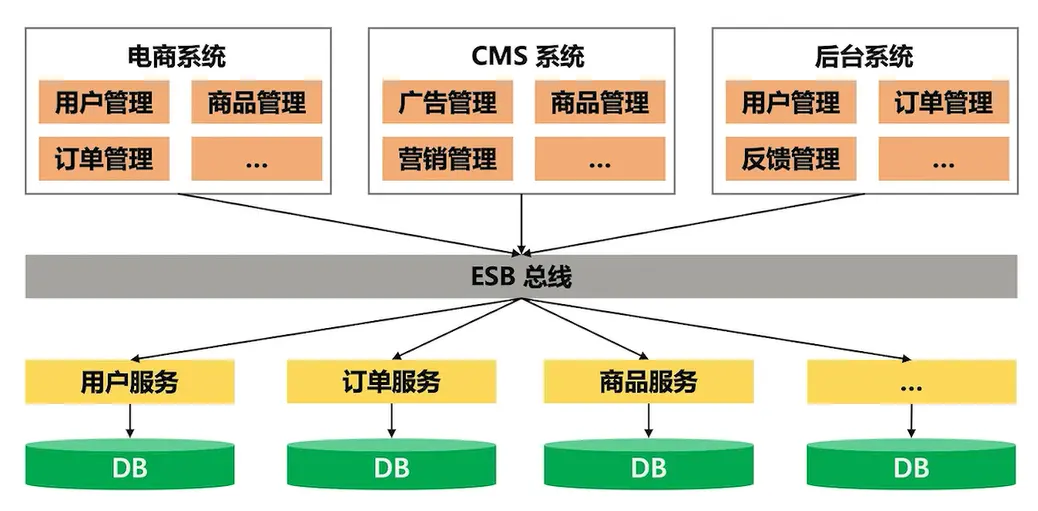 电商系统
用户管理 商品管理
订单管理 ...
CMS 系统
广告管理 商品管理
营销管理 ...
后台系统
用户管理 订单管理
反馈管理 ...
ESB 总线
用户服务 订单服务 商品服务 ...
DB DB DB DB